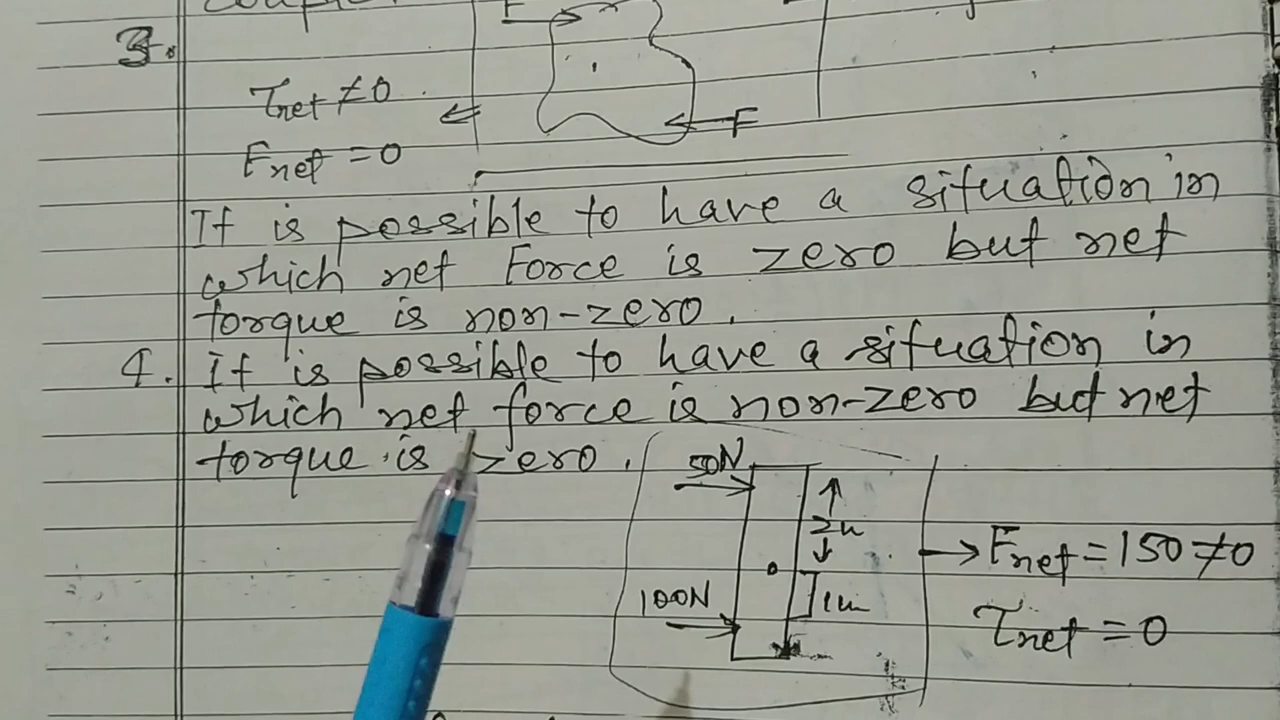 3.
F
τnet ≠ 0
F
Fnet = 0
It is possible to have a situation in
which net Force is zero but net
torque is non-zero.
4. It is possible to have a situation in
which net force is non-zero but net
torque is zero.
50N
2m
Fnet = 150 ≠ 0
100N
1m
τnet = 0